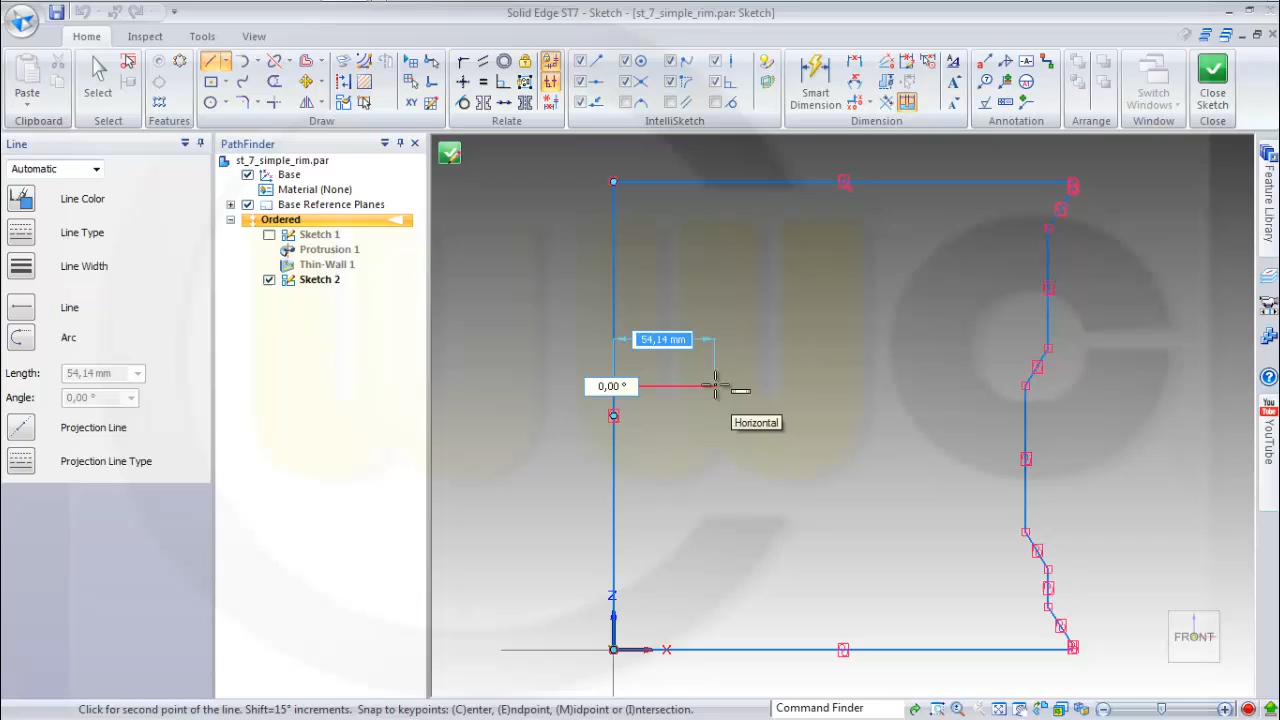 Solid Edge ST7 - Sketch - [st_7_simple_rim.par: Sketch]
Home Inspect Tools View
Paste Select Smart Dimension Switch Windows Close Sketch
Clipboard Select Features Draw Relate IntelliSketch Dimension Annotation Arrange Window Close
Line
Automatic
Line Color
Line Type
Line Width
Line
Arc
Length: 54,14 mm
Angle: 0,00 °
Projection Line
Projection Line Type
PathFinder
st_7_simple_rim.par
Base
Material (None)
Base Reference Planes
Ordered
Sketch 1
Protrusion 1
Thin-Wall 1
Sketch 2
54,14 mm
0,00 °
Horizontal
Z
X
FRONT
Feature Library
YouTube
Click for second point of the line. Shift=15° increments. Snap to keypoints: (C)enter, (E)ndpoint, (M)idpoint or (I)ntersection.
Command Finder